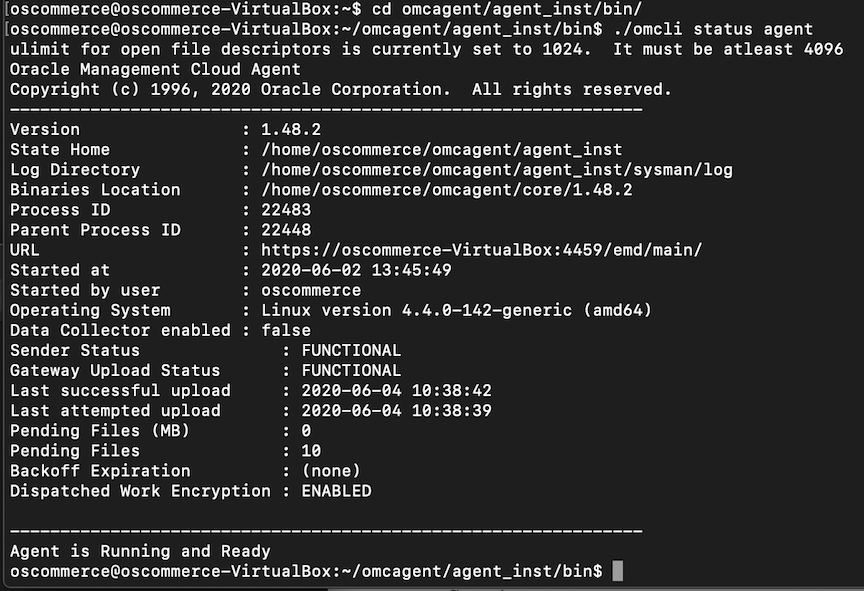 [oscommerce@oscommerce-VirtualBox:~$ cd omcagent/agent_inst/bin/
[oscommerce@oscommerce-VirtualBox:~/omcagent/agent_inst/bin$ ./omcli status agent
ulimit for open file descriptors is currently set to 1024.  It must be atleast 4096
Oracle Management Cloud Agent
Copyright (c) 1996, 2020 Oracle Corporation.  All rights reserved.
---------------------------------------------------------------
Version                : 1.48.2
State Home             : /home/oscommerce/omcagent/agent_inst
Log Directory          : /home/oscommerce/omcagent/agent_inst/sysman/log
Binaries Location      : /home/oscommerce/omcagent/core/1.48.2
Process ID             : 22483
Parent Process ID      : 22448
URL                    : https://oscommerce-VirtualBox:4459/emd/main/
Started at             : 2020-06-02 13:45:49
Started by user        : oscommerce
Operating System       : Linux version 4.4.0-142-generic (amd64)
Data Collector enabled : false
Sender Status              : FUNCTIONAL
Gateway Upload Status      : FUNCTIONAL
Last successful upload     : 2020-06-04 10:38:42
Last attempted upload      : 2020-06-04 10:38:39
Pending Files (MB)         : 0
Pending Files              : 10
Backoff Expiration         : (none)
Dispatched Work Encryption : ENABLED
---------------------------------------------------------------
Agent is Running and Ready
oscommerce@oscommerce-VirtualBox:~/omcagent/agent_inst/bin$